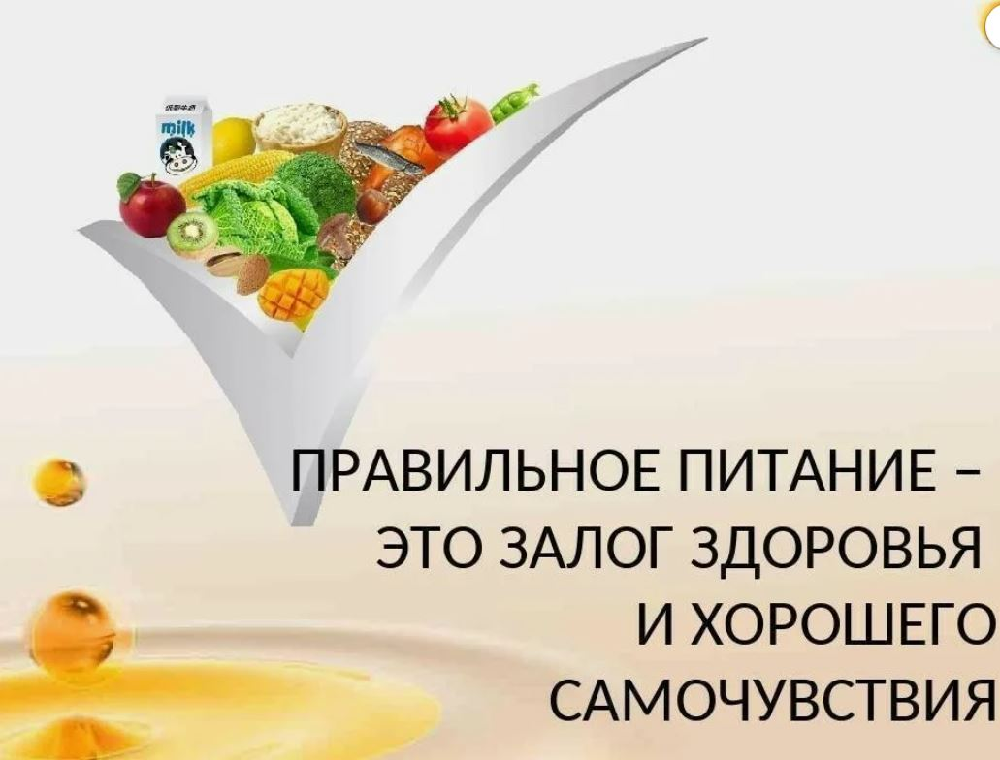 milk
ПРАВИЛЬНОЕ ПИТАНИЕ –
ЭТО ЗАЛОГ ЗДОРОВЬЯ
И ХОРОШЕГО
САМОЧУВСТВИЯ